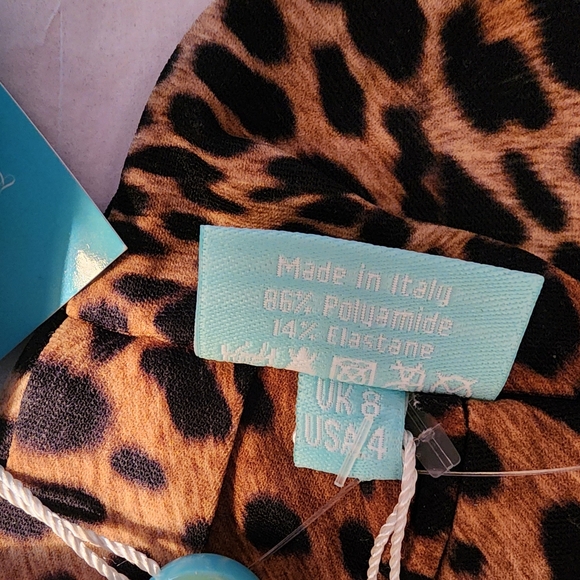 Made in Italy
86% Polyamide
14% Elastane
UK 8
USA 4